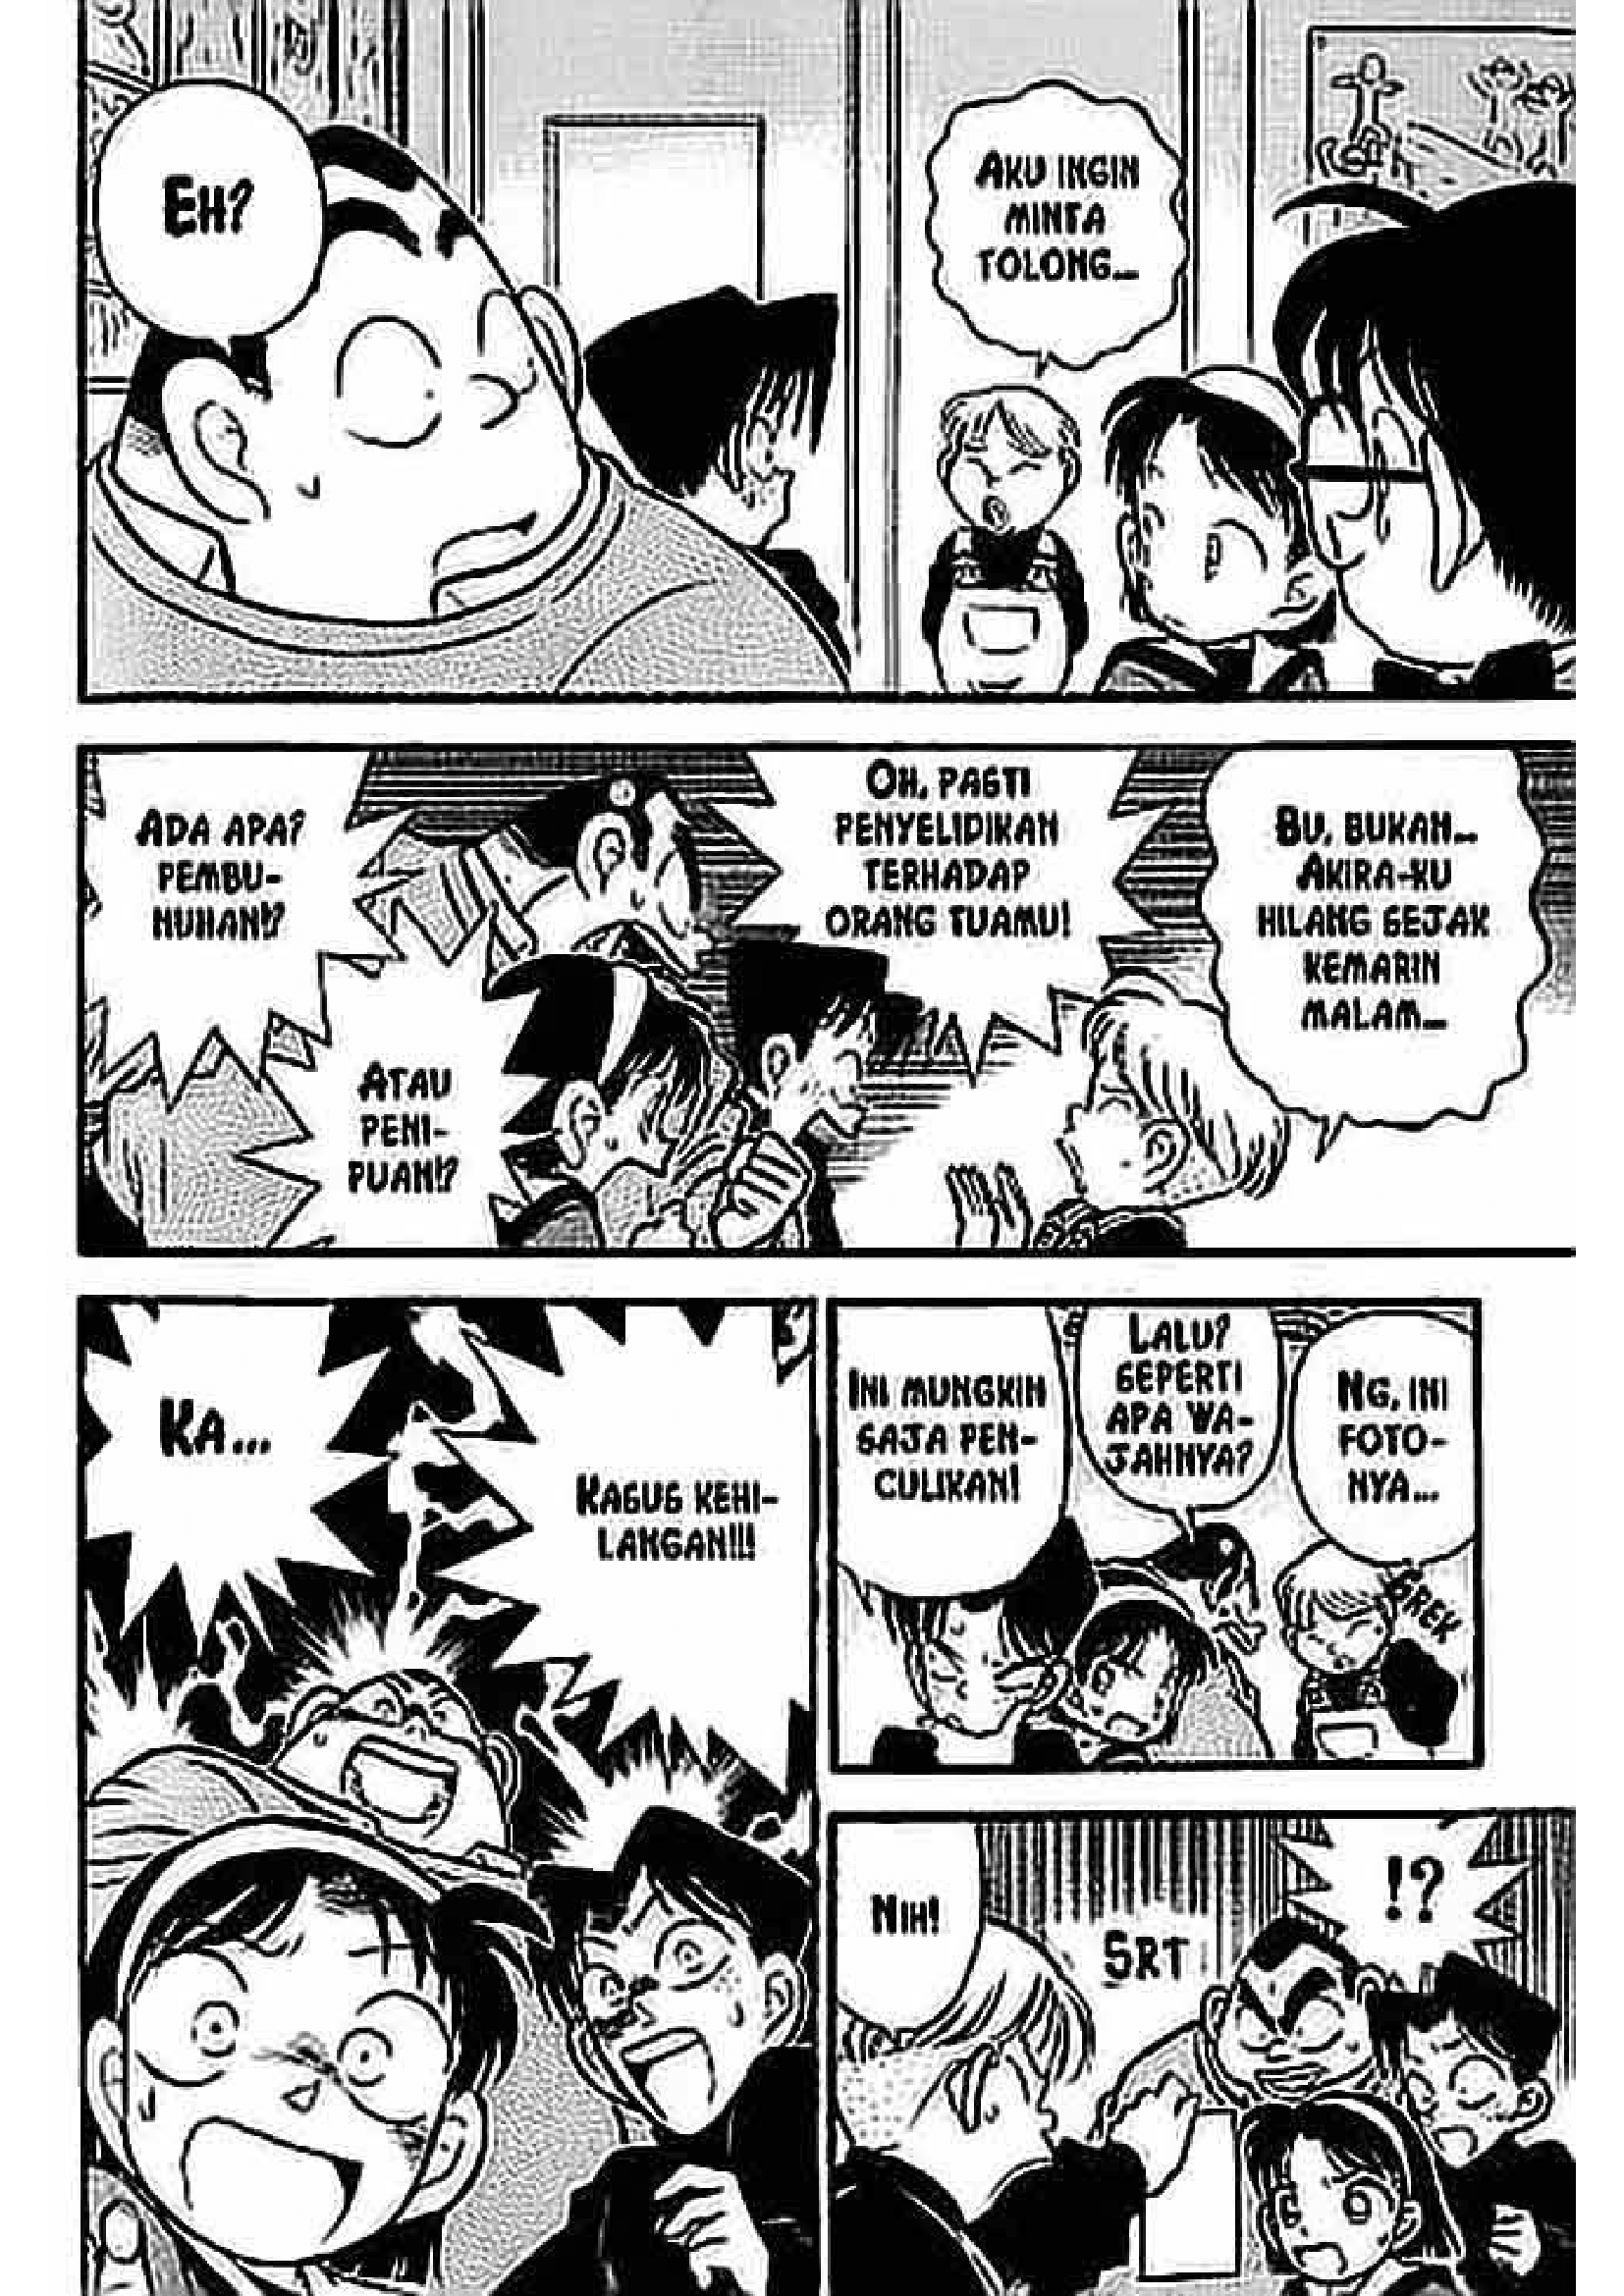 EH?
AKU INGIN
MINTA
TOLONG...
ADA APA?
PEMBU-
NUHAN!?
ATAU
PENI-
PUAN!?
OH, PASTI
PENYELIDIKAN
TERHADAP
ORANG TUAMU!
BU, BUKAN...
AKIRA-KU
HILANG SEJAK
KEMARIN
MALAM...
KA...
KASUS KEHI-
LANGAN!!!
INI MUNGKIN
SAJA PEN-
CULIKAN!
LALU?
SEPERTI
APA WA-
JAHNYA?
NG, INI
FOTO-
NYA...
SREK
NIH!
SRT
!?